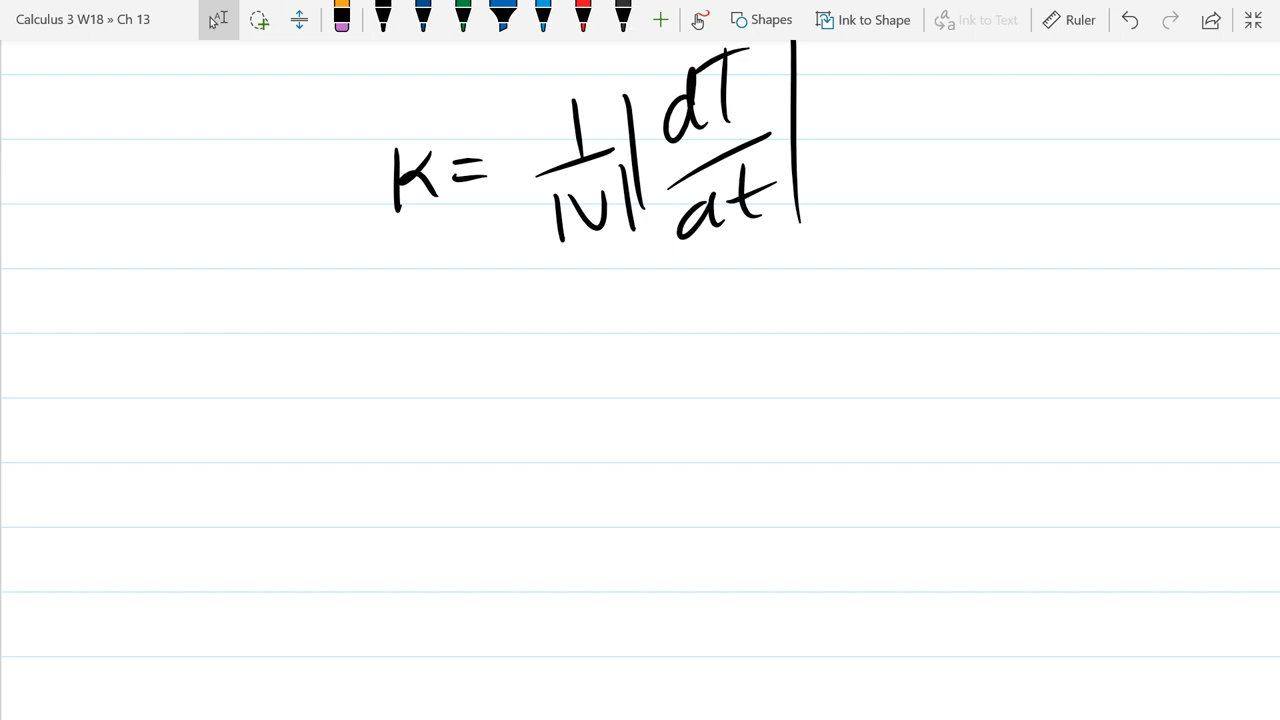 Calculus 3 W18 » Ch 13 Shapes Ink to Shape Ink to Text Ruler
K = 1/|V| |dT/dt|